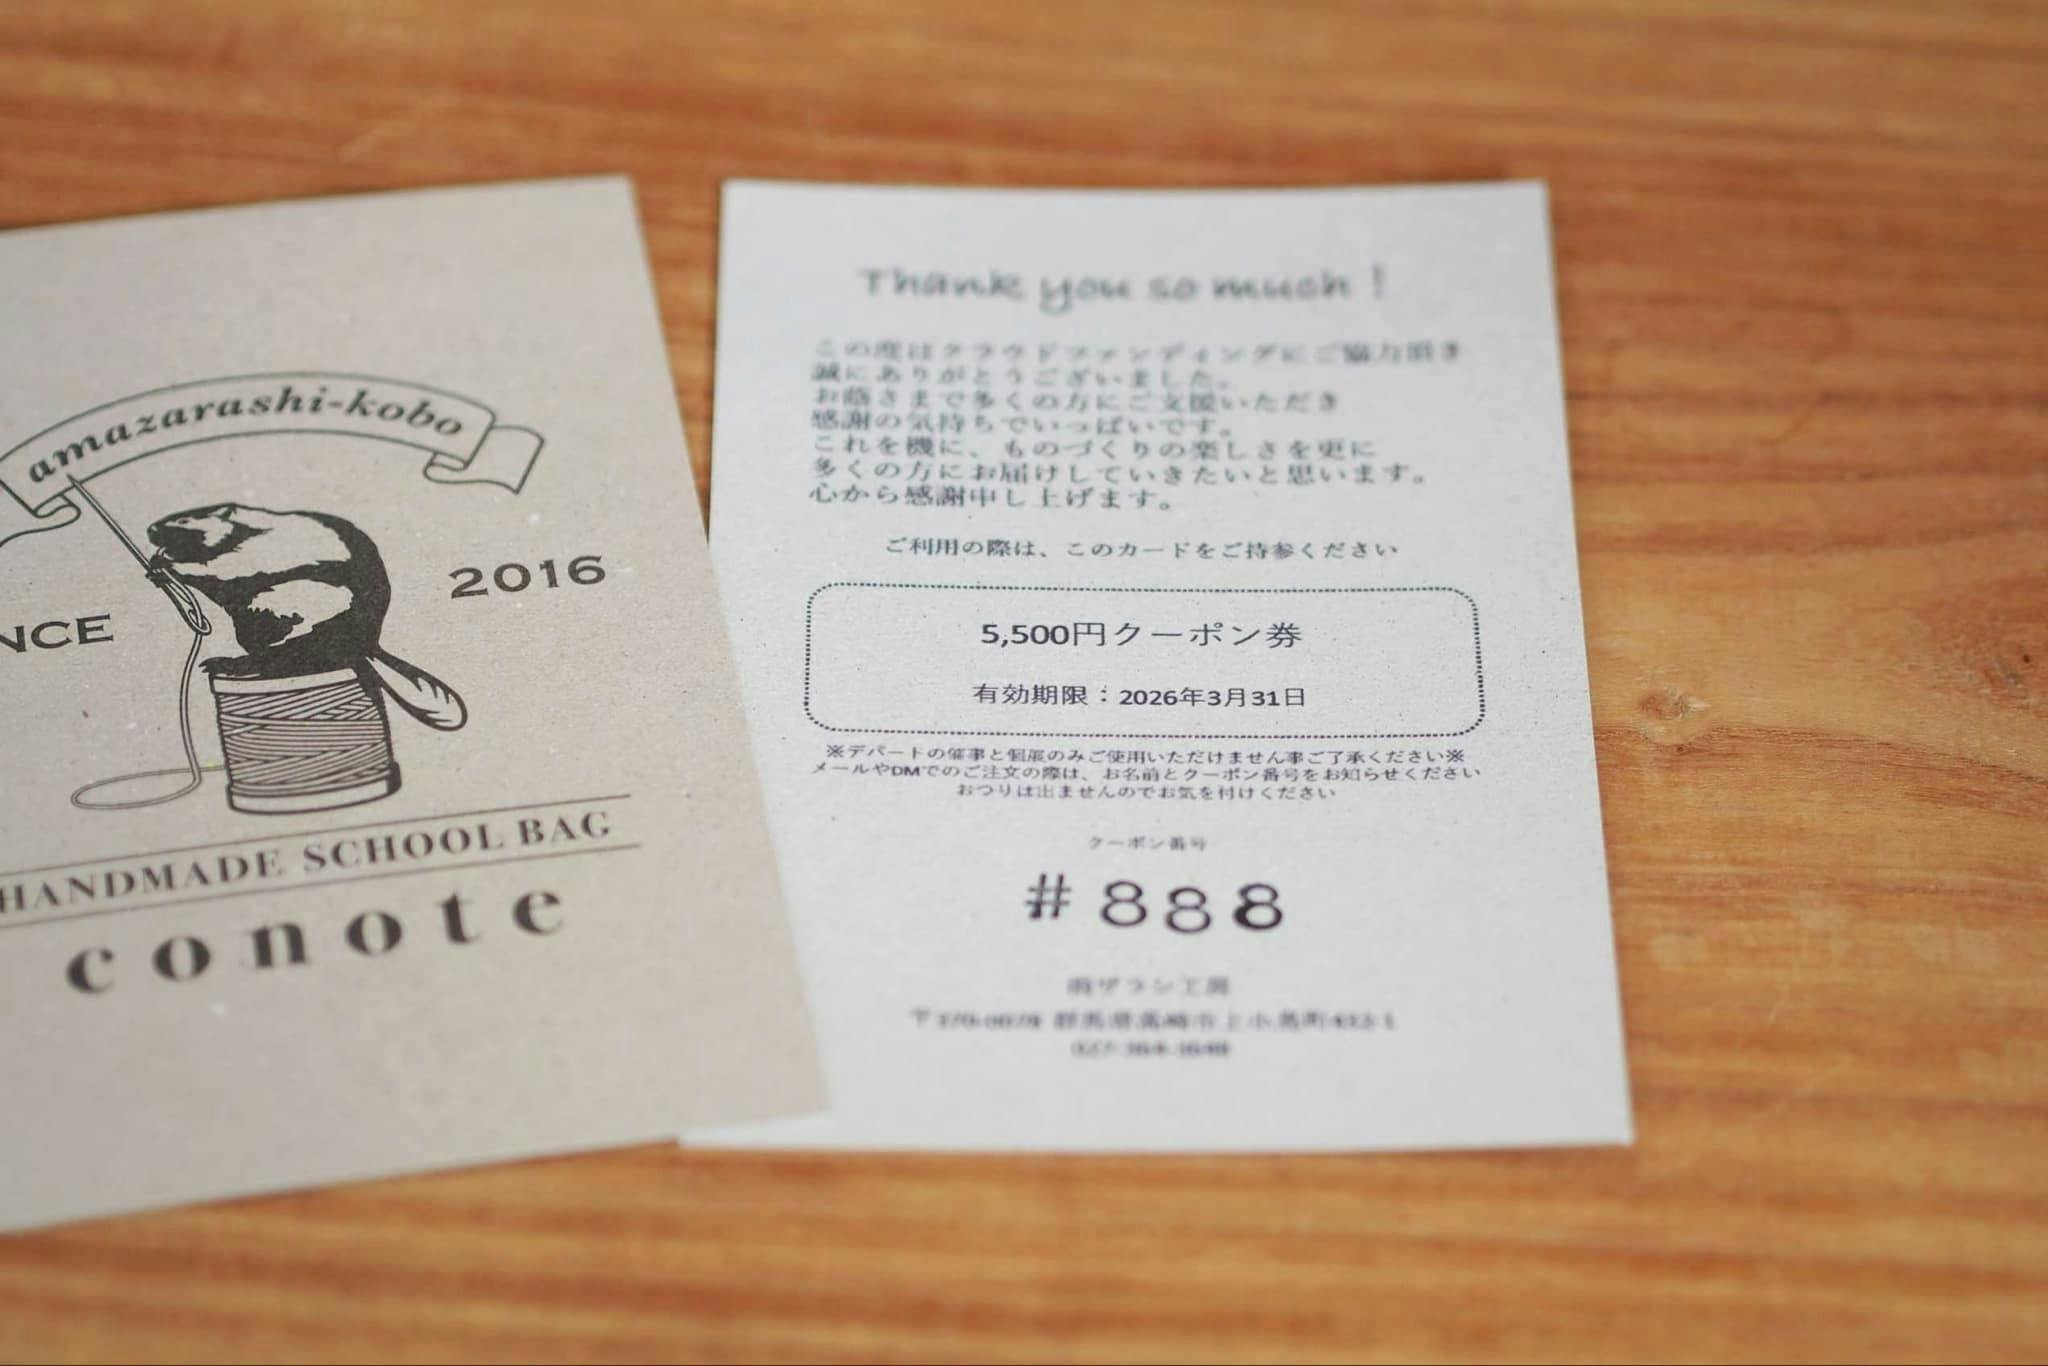 amazarashi-kobo
NCE
2016
HANDMADE SCHOOL BAG
conote
Thank you so much !
この度はクラウドファンディングにご協力頂き
誠にありがとうございました。
お蔭さまで多くの方にご支援いただき
感謝の気持ちでいっぱいです。
これを機に、ものづくりの楽しさを更に
多くの方にお届けしていきたいと思います。
心から感謝申し上げます。
ご利用の際は、このカードをご持参ください
5,500円クーポン券
有効期限：2026年3月31日
※デパートの催事と個展のみご使用いただけません事ご了承ください※
メールやDMでのご注文の際は、お名前とクーポン番号をお知らせください
おつりは出ませんのでお気を付けください
クーポン番号
#888
雨ザラシ工房
群馬県高崎市上小鳥町